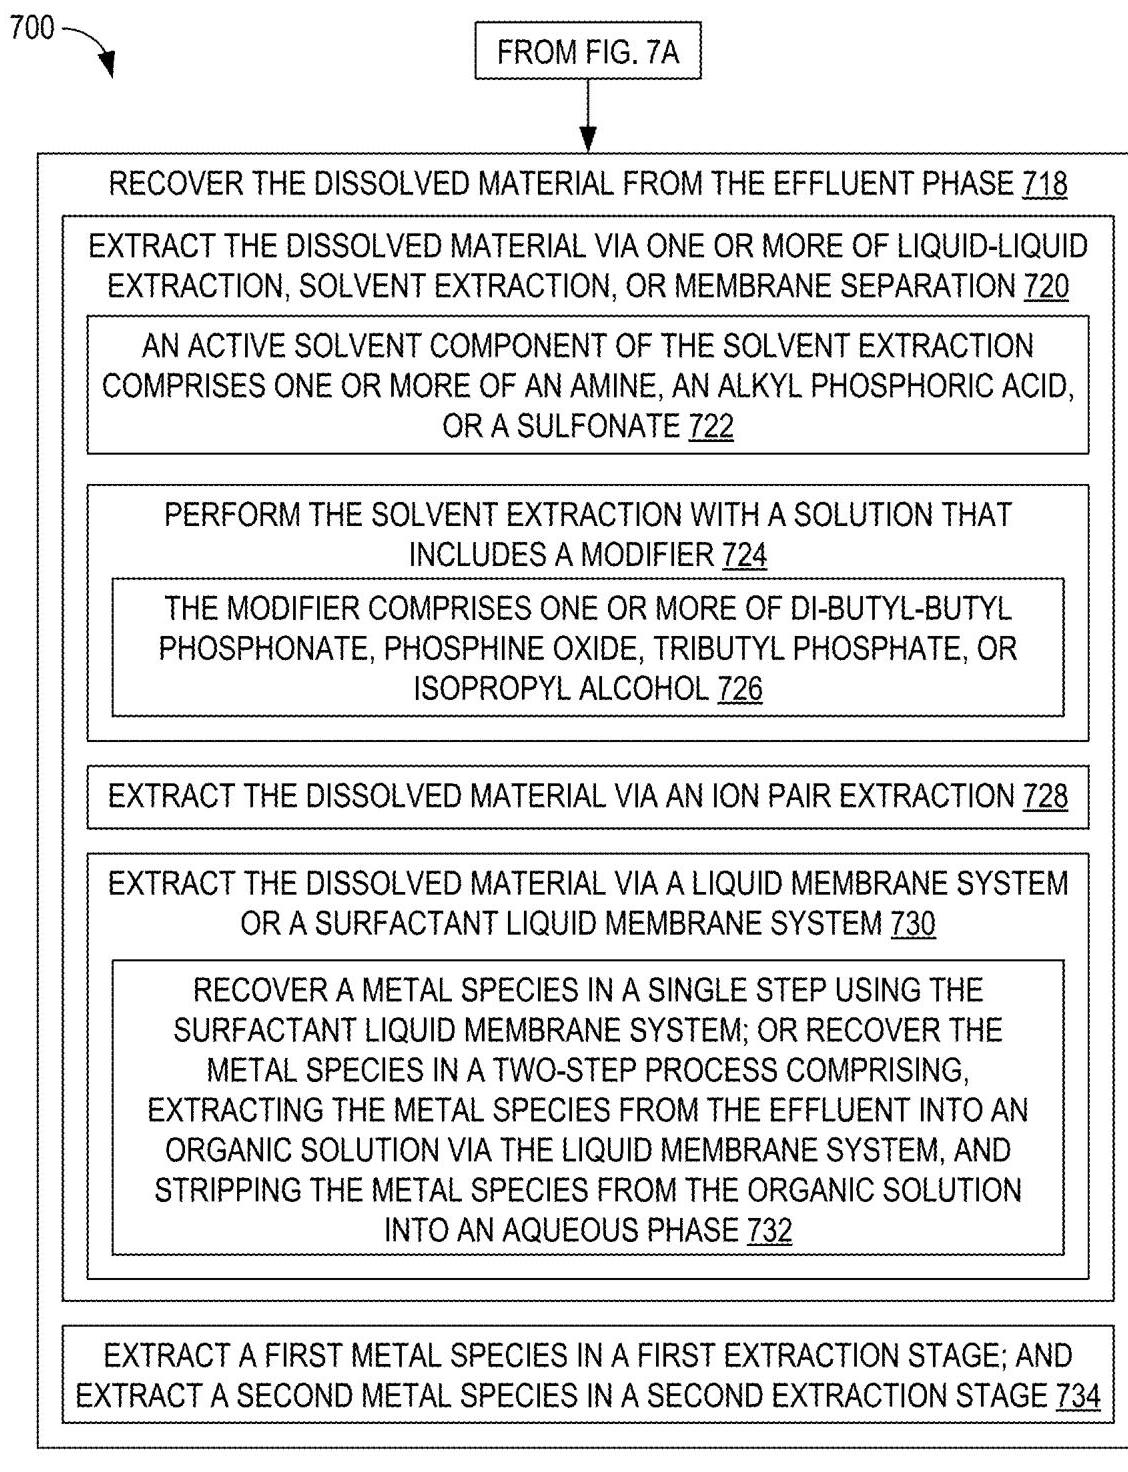 700
FROM FIG. 7A
RECOVER THE DISSOLVED MATERIAL FROM THE EFFLUENT PHASE 718
EXTRACT THE DISSOLVED MATERIAL VIA ONE OR MORE OF LIQUID-LIQUID
EXTRACTION, SOLVENT EXTRACTION, OR MEMBRANE SEPARATION 720
AN ACTIVE SOLVENT COMPONENT OF THE SOLVENT EXTRACTION
COMPRISES ONE OR MORE OF AN AMINE, AN ALKYL PHOSPHORIC ACID,
OR A SULFONATE 722
PERFORM THE SOLVENT EXTRACTION WITH A SOLUTION THAT
INCLUDES A MODIFIER 724
THE MODIFIER COMPRISES ONE OR MORE OF DI-BUTYL-BUTYL
PHOSPHONATE, PHOSPHINE OXIDE, TRIBUTYL PHOSPHATE, OR
ISOPROPYL ALCOHOL 726
EXTRACT THE DISSOLVED MATERIAL VIA AN ION PAIR EXTRACTION 728
EXTRACT THE DISSOLVED MATERIAL VIA A LIQUID MEMBRANE SYSTEM
OR A SURFACTANT LIQUID MEMBRANE SYSTEM 730
RECOVER A METAL SPECIES IN A SINGLE STEP USING THE
SURFACTANT LIQUID MEMBRANE SYSTEM; OR RECOVER THE
METAL SPECIES IN A TWO-STEP PROCESS COMPRISING,
EXTRACTING THE METAL SPECIES FROM THE EFFLUENT INTO AN
ORGANIC SOLUTION VIA THE LIQUID MEMBRANE SYSTEM, AND
STRIPPING THE METAL SPECIES FROM THE ORGANIC SOLUTION
INTO AN AQUEOUS PHASE 732
EXTRACT A FIRST METAL SPECIES IN A FIRST EXTRACTION STAGE; AND
EXTRACT A SECOND METAL SPECIES IN A SECOND EXTRACTION STAGE 734